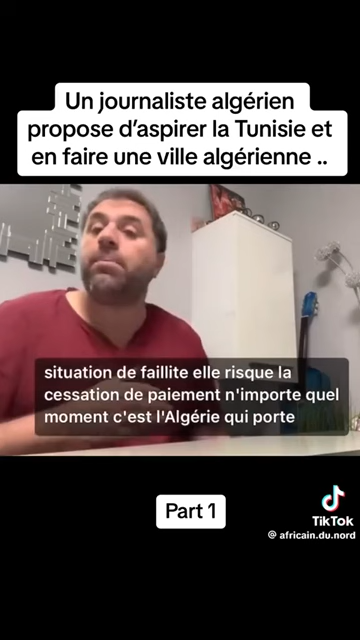 Un journaliste algérien
propose d’aspirer la Tunisie et
en faire une ville algérienne ..
situation de faillite elle risque la
cessation de paiement n'importe quel
moment c'est l'Algérie qui porte
Part 1
TikTok
@ africain.du.nord